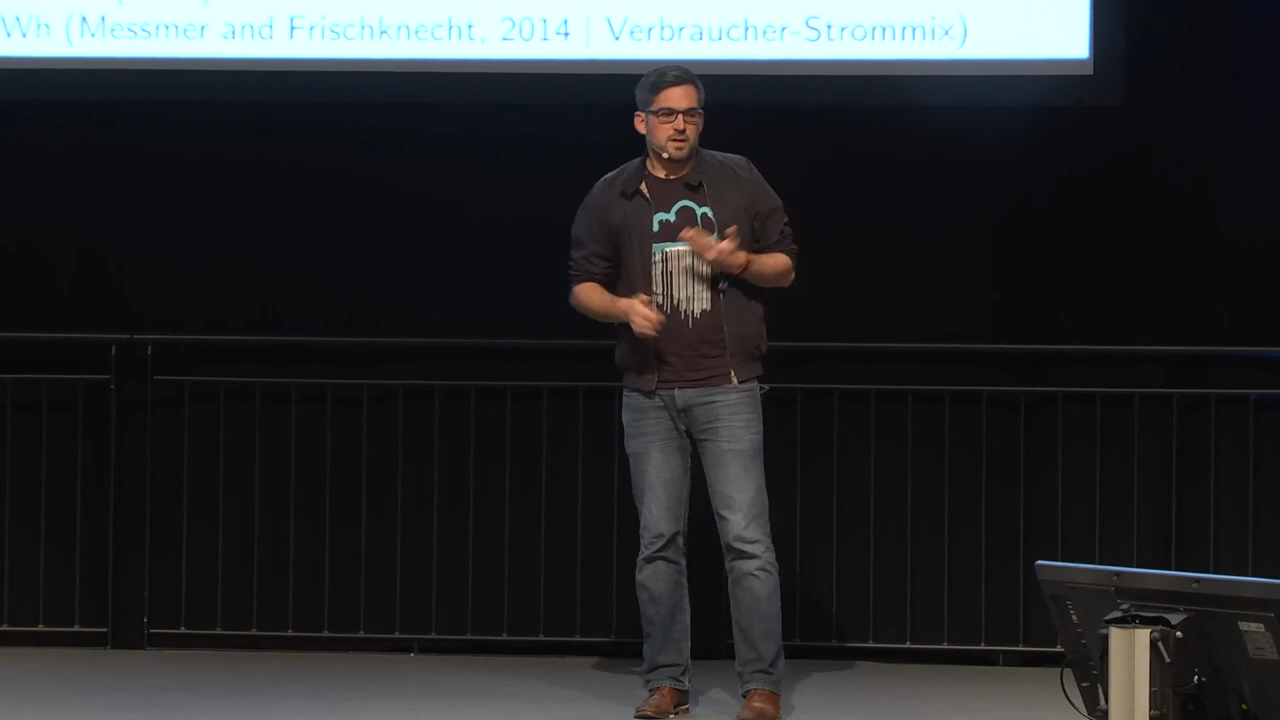 Wh (Messmer and Frischknecht, 2014 | Verbraucher-Strommix)